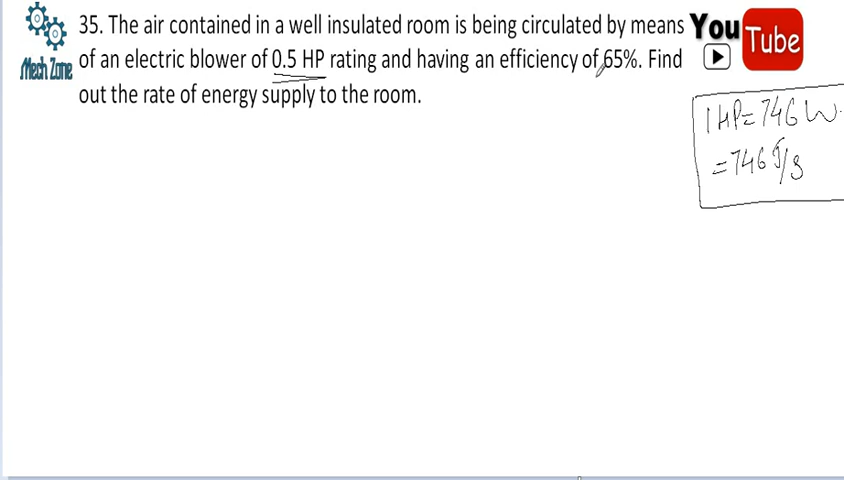 35. The air contained in a well insulated room is being circulated by means
of an electric blower of 0.5 HP rating and having an efficiency of 65%. Find
out the rate of energy supply to the room.
Mech Zone
You
Tube
1 HP = 746 W.
= 746 J/s